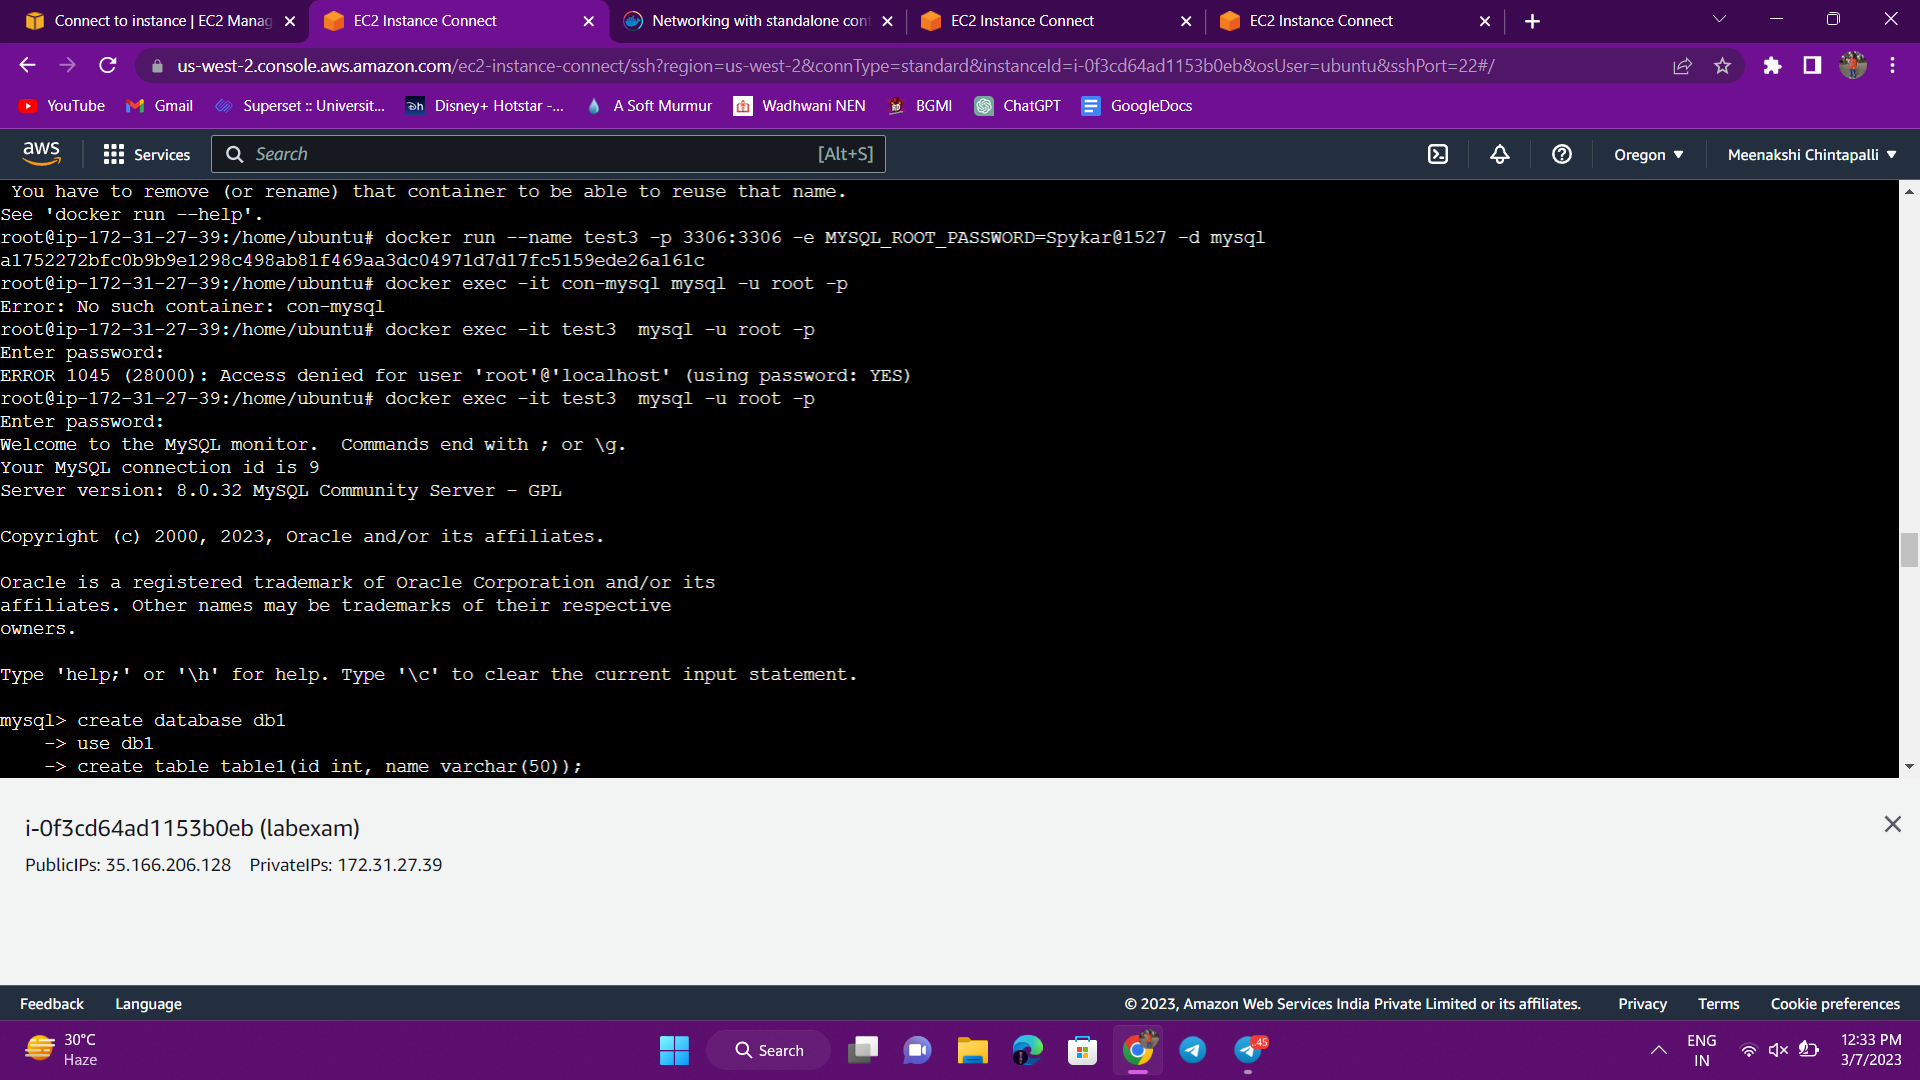 Connect to instance | EC2 Manag
EC2 Instance Connect
Networking with standalone con
EC2 Instance Connect
EC2 Instance Connect
us-west-2.console.aws.amazon.com/ec2-instance-connect/ssh?region=us-west-2&connType=standard&instanceId=i-0f3cd64ad1153b0eb&osUser=ubuntu&sshPort=22#/
YouTube
Gmail
Superset :: Universit...
Disney+ Hotstar -...
A Soft Murmur
Wadhwani NEN
BGMI
ChatGPT
GoogleDocs
aws
Services
Search
[Alt+S]
Oregon
Meenakshi Chintapalli
You have to remove (or rename) that container to be able to reuse that name.
See 'docker run --help'.
root@ip-172-31-27-39:/home/ubuntu# docker run --name test3 -p 3306:3306 -e MYSQL_ROOT_PASSWORD=Spykar@1527 -d mysql
a1752272bfc0b9b9e1298c498ab81f469aa3dc04971d7d17fc5159ede26a161c
root@ip-172-31-27-39:/home/ubuntu# docker exec -it con-mysql mysql -u root -p
Error: No such container: con-mysql
root@ip-172-31-27-39:/home/ubuntu# docker exec -it test3  mysql -u root -p
Enter password:
ERROR 1045 (28000): Access denied for user 'root'@'localhost' (using password: YES)
root@ip-172-31-27-39:/home/ubuntu# docker exec -it test3  mysql -u root -p
Enter password:
Welcome to the MySQL monitor.  Commands end with ; or \g.
Your MySQL connection id is 9
Server version: 8.0.32 MySQL Community Server - GPL
Copyright (c) 2000, 2023, Oracle and/or its affiliates.
Oracle is a registered trademark of Oracle Corporation and/or its
affiliates. Other names may be trademarks of their respective
owners.
Type 'help;' or '\h' for help. Type '\c' to clear the current input statement.
mysql> create database db1
-> use db1
-> create table table1(id int, name varchar(50));
i-0f3cd64ad1153b0eb (labexam)
PublicIPs: 35.166.206.128    PrivateIPs: 172.31.27.39
Feedback
Language
© 2023, Amazon Web Services India Private Limited or its affiliates.
Privacy
Terms
Cookie preferences
30°C
Haze
Search
..45
ENG
IN
12:33 PM
3/7/2023